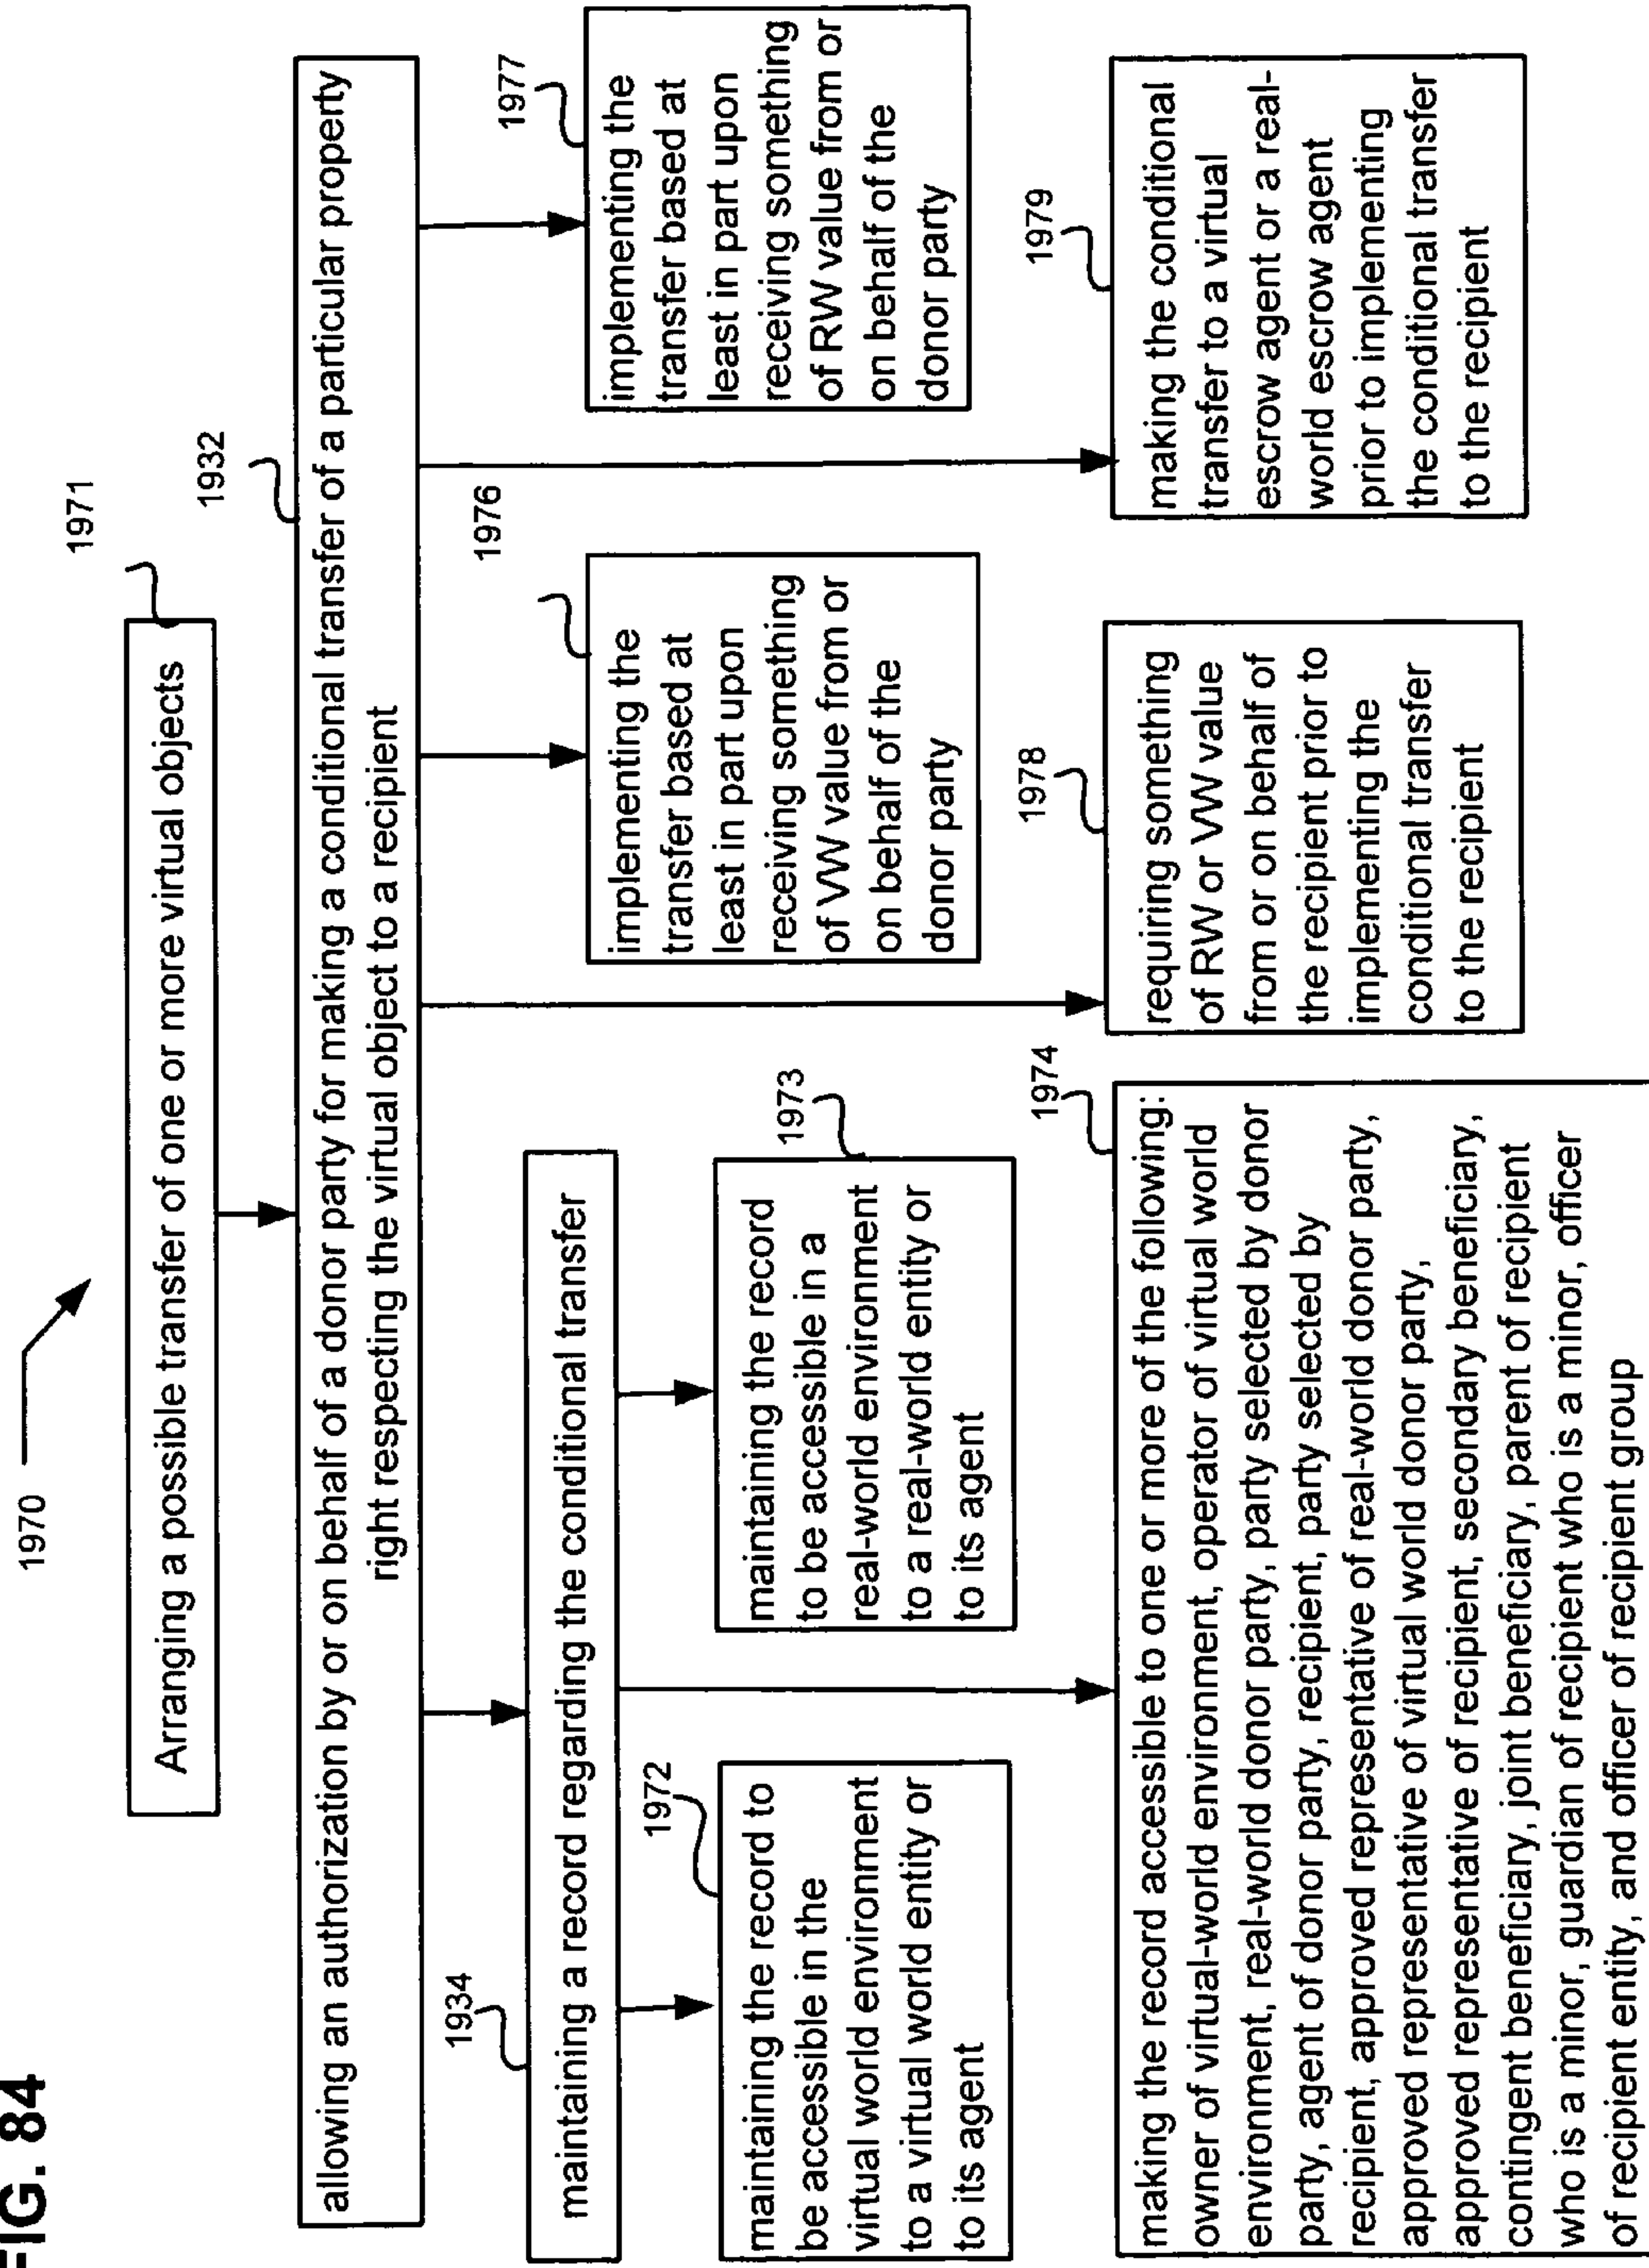 FIG. 84
1970
1971
Arranging a possible transfer of one or more virtual objects
1932
allowing an authorization by or on behalf of a donor party for making a conditional transfer of a particular property
right respecting the virtual object to a recipient
1934
maintaining a record regarding the conditional transfer
1976
implementing the
transfer based at
least in part upon
receiving something
of VW value from or
on behalf of the
donor party
1977
implementing the
transfer based at
least in part upon
receiving something
of RW value from or
on behalf of the
donor party
1972
maintaining the record to
be accessible in the
virtual world environment
to a virtual world entity or
to its agent
1973
maintaining the record
to be accessible in a
real-world environment
to a real-world entity or
to its agent
1974
making the record accessible to one or more of the following:
owner of virtual-world environment, operator of virtual world
environment, real-world donor party, party selected by donor
party, agent of donor party, recipient, party selected by
recipient, approved representative of real-world donor party,
approved representative of virtual world donor party,
approved representative of recipient, secondary beneficiary,
contingent beneficiary, joint beneficiary, parent of recipient
who is a minor, guardian of recipient who is a minor, officer
of recipient entity, and officer of recipient group
1978
requiring something
of RW or VW value
from or on behalf of
the recipient prior to
implementing the
conditional transfer
to the recipient
1979
making the conditional
transfer to a virtual
escrow agent or a real-
world escrow agent
prior to implementing
the conditional transfer
to the recipient